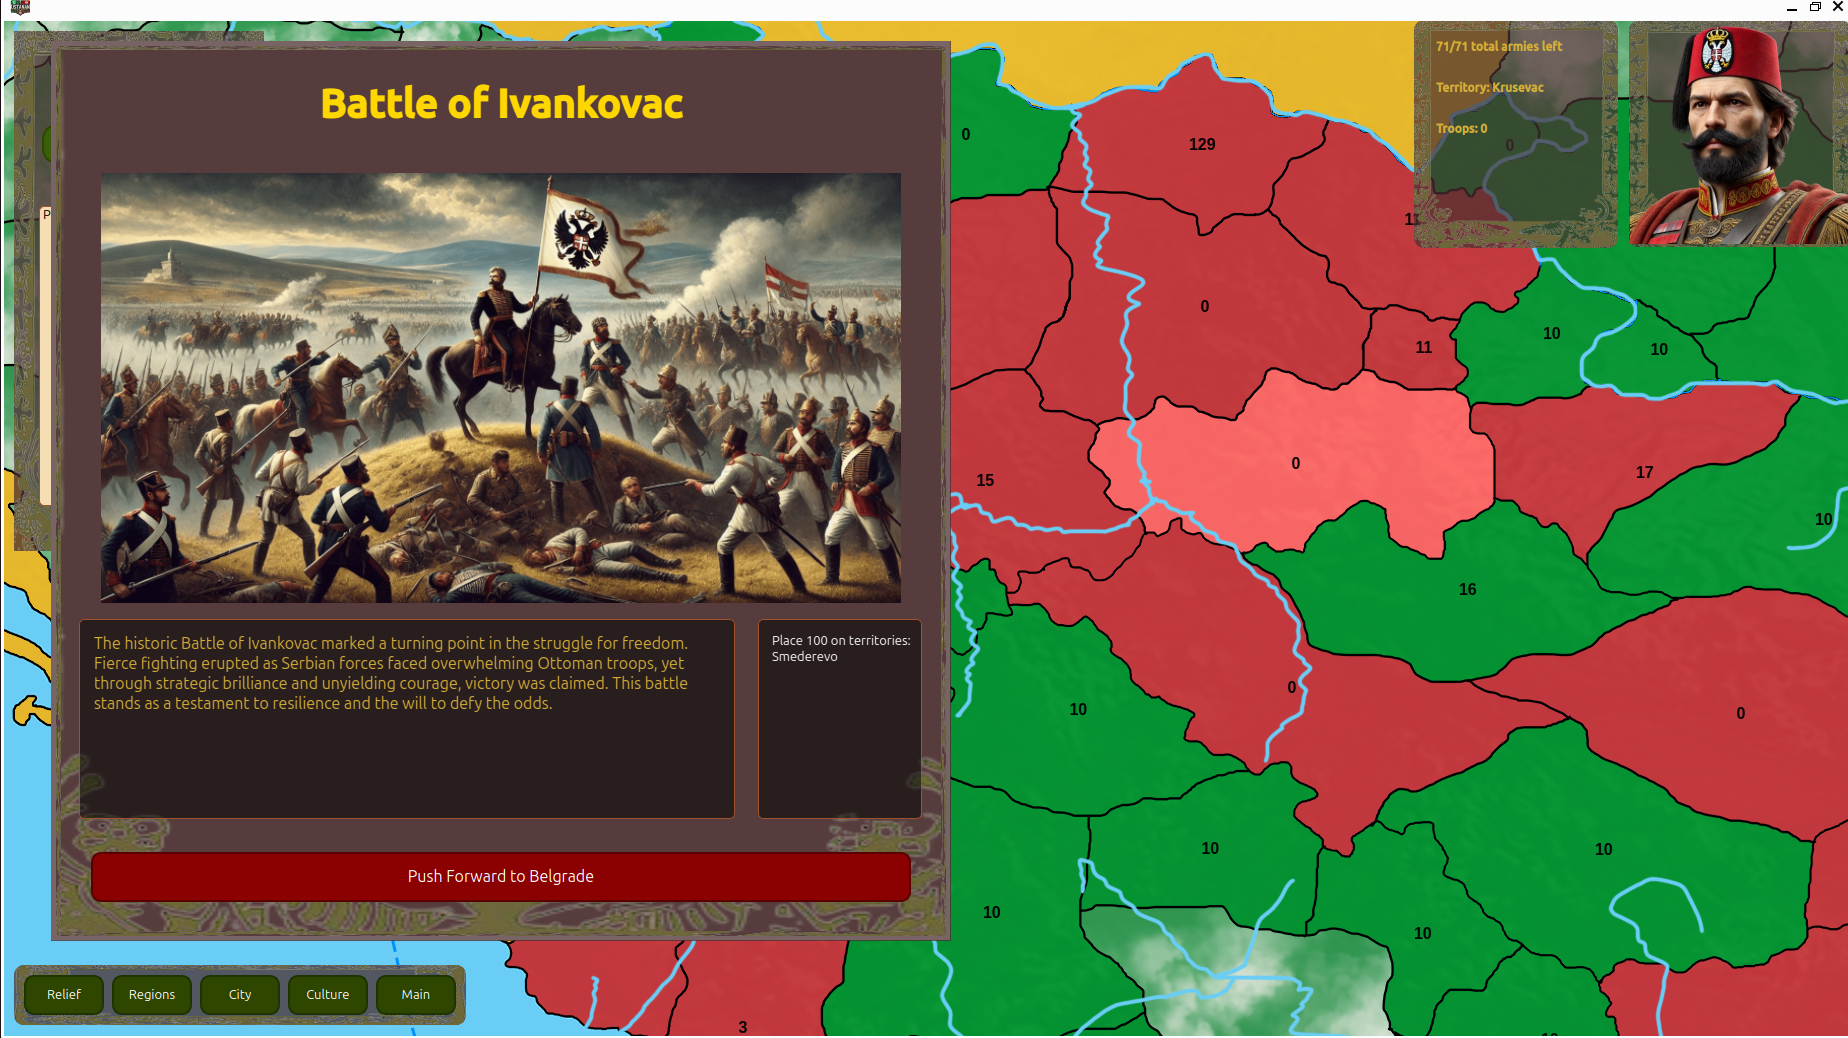 Battle of Ivankovac
The historic Battle of Ivankovac marked a turning point in the struggle for freedom.
Fierce fighting erupted as Serbian forces faced overwhelming Ottoman troops, yet
through strategic brilliance and unyielding courage, victory was claimed. This battle
stands as a testament to resilience and the will to defy the odds.
Place 100 on territories:
Smederevo
Push Forward to Belgrade
Relief
Regions
City
Culture
Main
71/71 total armies left
Territory: Krusevac
Troops: 0
0
0
129
0
11
10
10
15
0
17
10
16
0
10
0
10
10
10
10
3